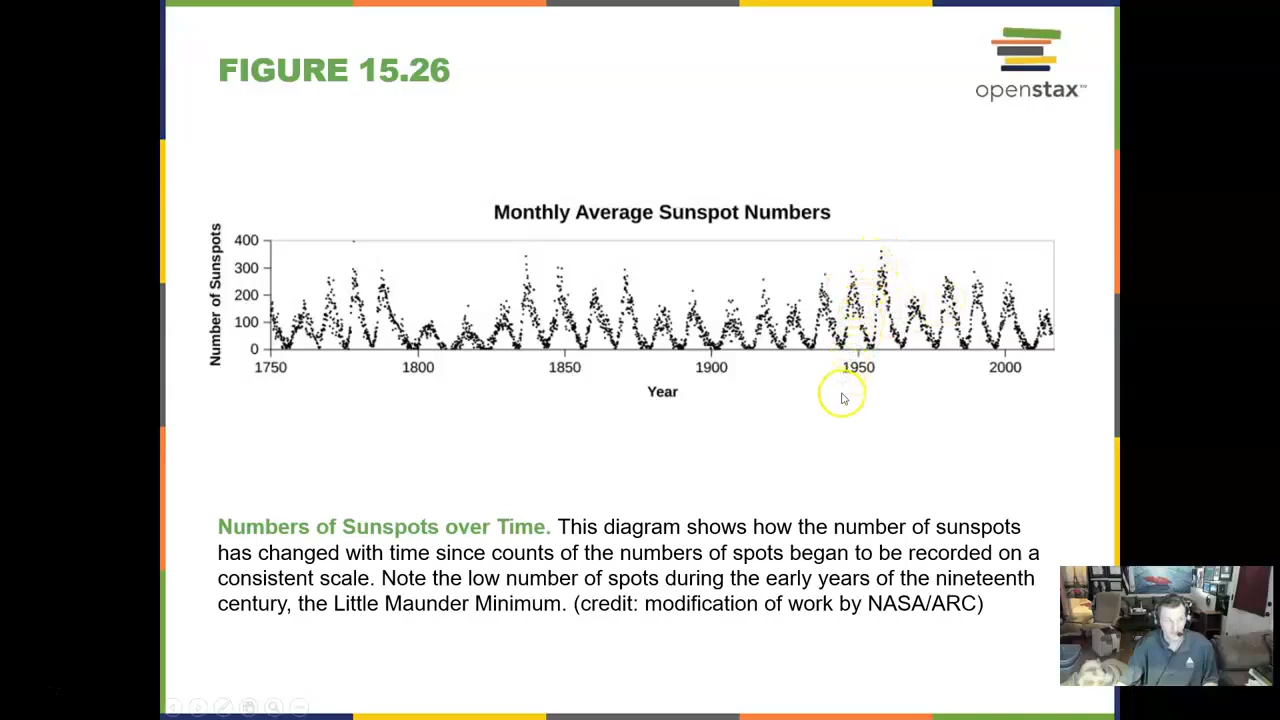 FIGURE 15.26
openstax™
Monthly Average Sunspot Numbers
Number of Sunspots
400
300
200
100
0
1750 1800 1850 1900 1950 2000
Year
Numbers of Sunspots over Time. This diagram shows how the number of sunspots
has changed with time since counts of the numbers of spots began to be recorded on a
consistent scale. Note the low number of spots during the early years of the nineteenth
century, the Little Maunder Minimum. (credit: modification of work by NASA/ARC)